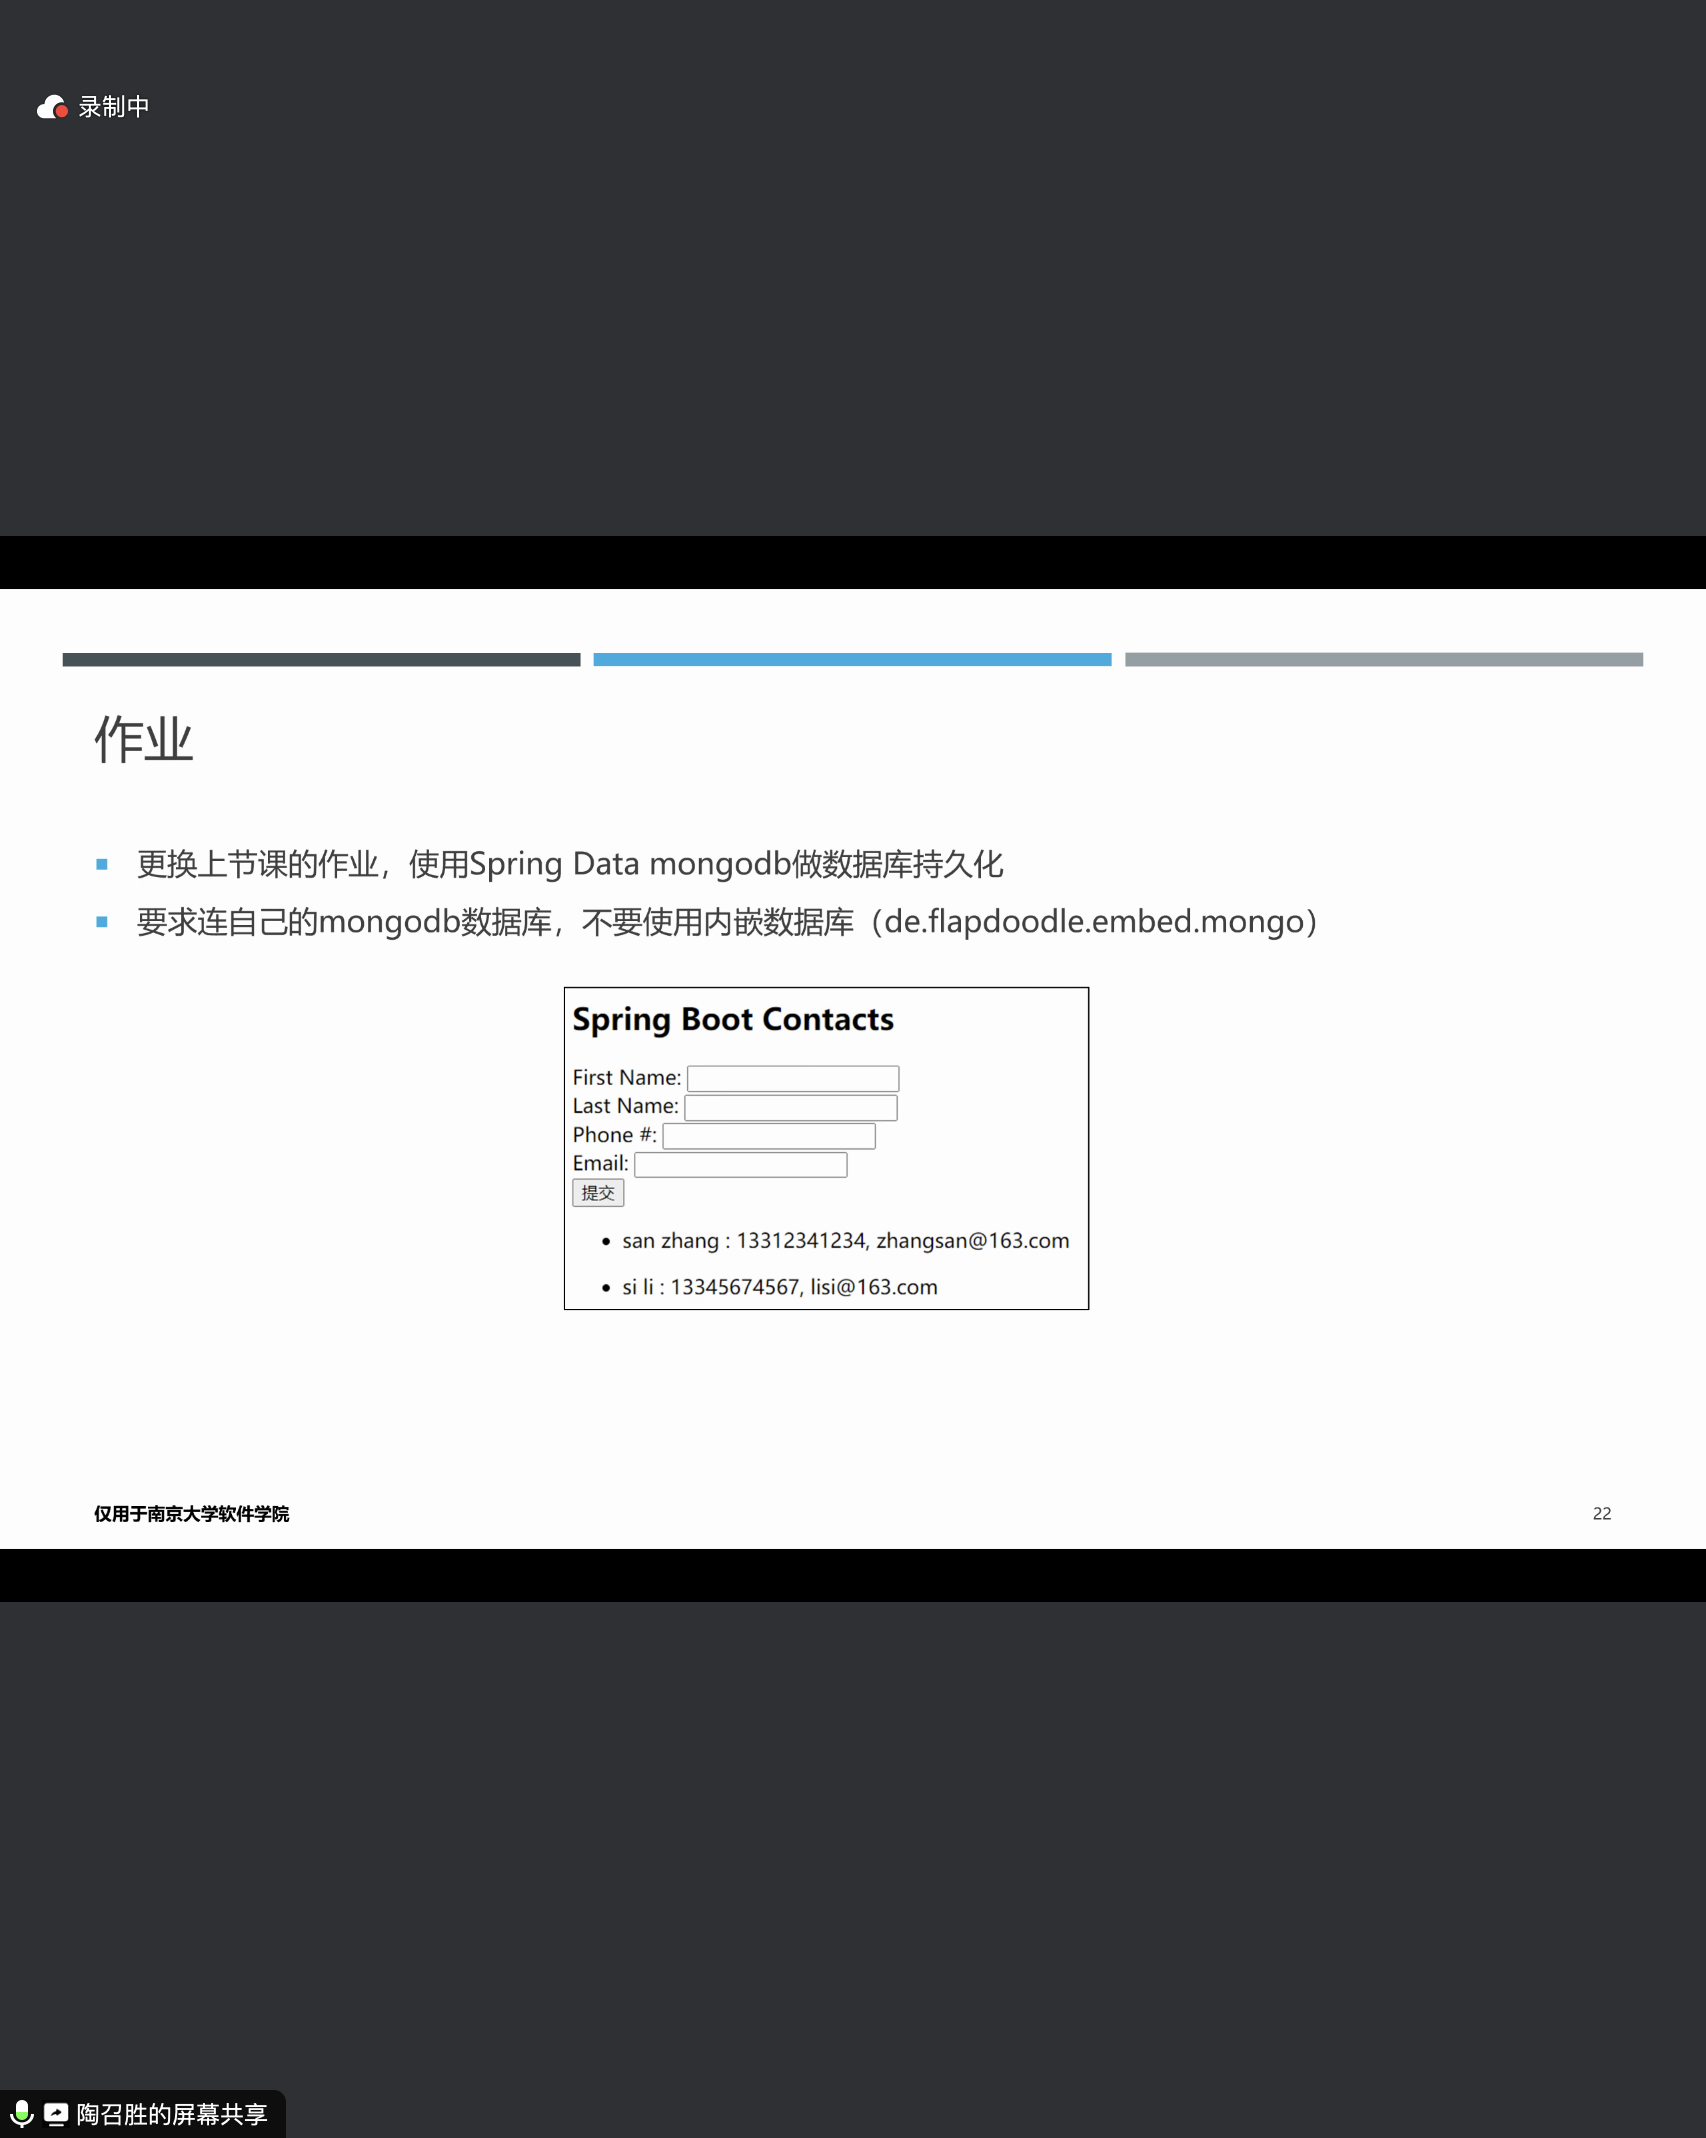 录制中
作业
更换上节课的作业，使用Spring Data mongodb做数据库持久化
要求连自己的mongodb数据库，不要使用内嵌数据库（de.flapdoodle.embed.mongo）
Spring Boot Contacts
First Name:
Last Name:
Phone #:
Email:
提交
san zhang : 13312341234, zhangsan@163.com
si li : 13345674567, lisi@163.com
仅用于南京大学软件学院
22
陶召胜的屏幕共享